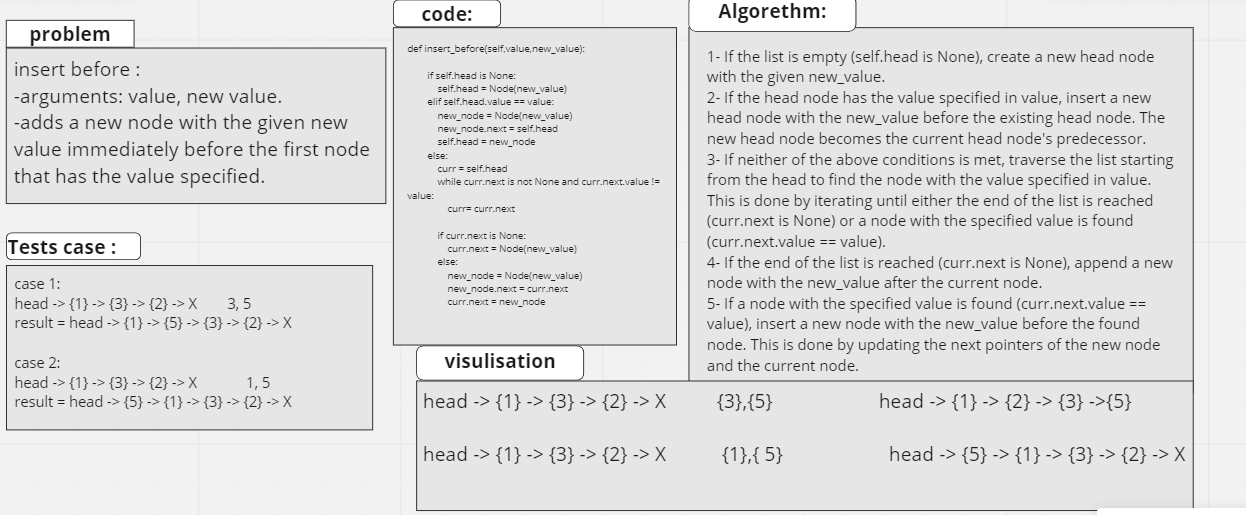 problem
insert before :
-arguments: value, new value.
-adds a new node with the given new
value immediately before the first node
that has the value specified.
Tests case :
case 1:
head -> {1} -> {3} -> {2} -> X 3, 5
result = head -> {1} -> {5} -> {3} -> {2} -> X
case 2:
head -> {1} -> {3} -> {2} -> X 1, 5
result = head -> {5} -> {1} -> {3} -> {2} -> X
code:
def insert_before(self,value,new_value):
if self.head is None:
self.head = Node(new_value)
elif self.head.value == value:
new_node = Node(new_value)
new_node.next = self.head
self.head = new_node
else:
curr = self.head
while curr.next is not None and curr.next.value !=
value:
curr= curr.next
if curr.next is None:
curr.next = Node(new_value)
else:
new_node = Node(new_value)
new_node.next = curr.next
curr.next = new_node
Algorethm:
1- If the list is empty (self.head is None), create a new head node
with the given new_value.
2- If the head node has the value specified in value, insert a new
head node with the new_value before the existing head node. The
new head node becomes the current head node's predecessor.
3- If neither of the above conditions is met, traverse the list starting
from the head to find the node with the value specified in value.
This is done by iterating until either the end of the list is reached
(curr.next is None) or a node with the specified value is found
(curr.next.value == value).
4- If the end of the list is reached (curr.next is None), append a new
node with the new_value after the current node.
5- If a node with the specified value is found (curr.next.value ==
value), insert a new node with the new_value before the found
node. This is done by updating the next pointers of the new node
and the current node.
visulisation
head -> {1} -> {3} -> {2} -> X {3},{5} head -> {1} -> {2} -> {3} ->{5}
head -> {1} -> {3} -> {2} -> X {1},{ 5} head -> {5} -> {1} -> {3} -> {2} -> X